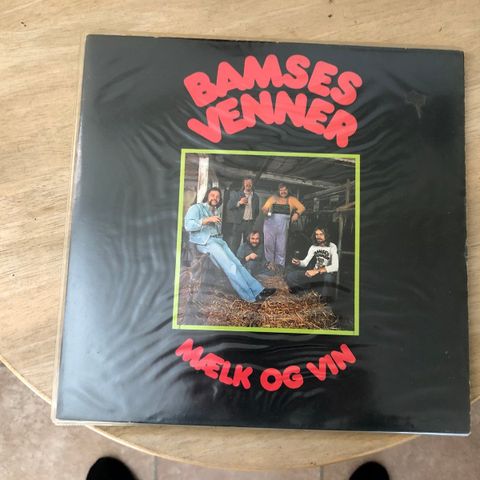 BAMSES
VENNER
MÆLK OG VIN